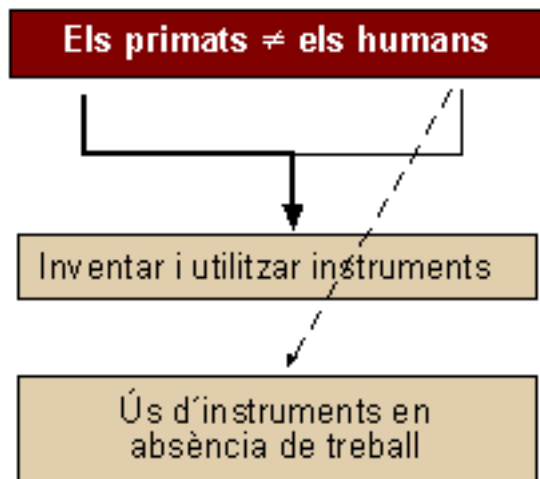 Els primats ≠ els humans
Inventar i utilitzar instruments
Ús d´instruments en
absència de treball